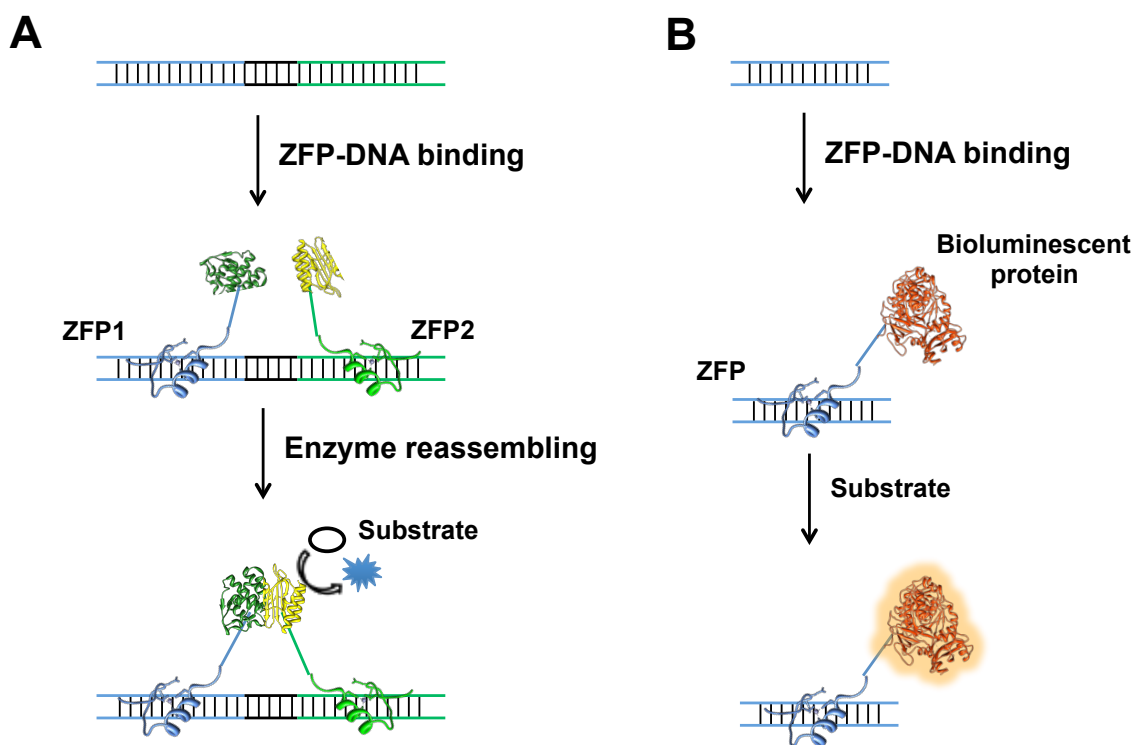 A
ZFP-DNA binding
ZFP1
ZFP2
Enzyme reassembling
Substrate
B
ZFP-DNA binding
Bioluminescent
protein
ZFP
Substrate